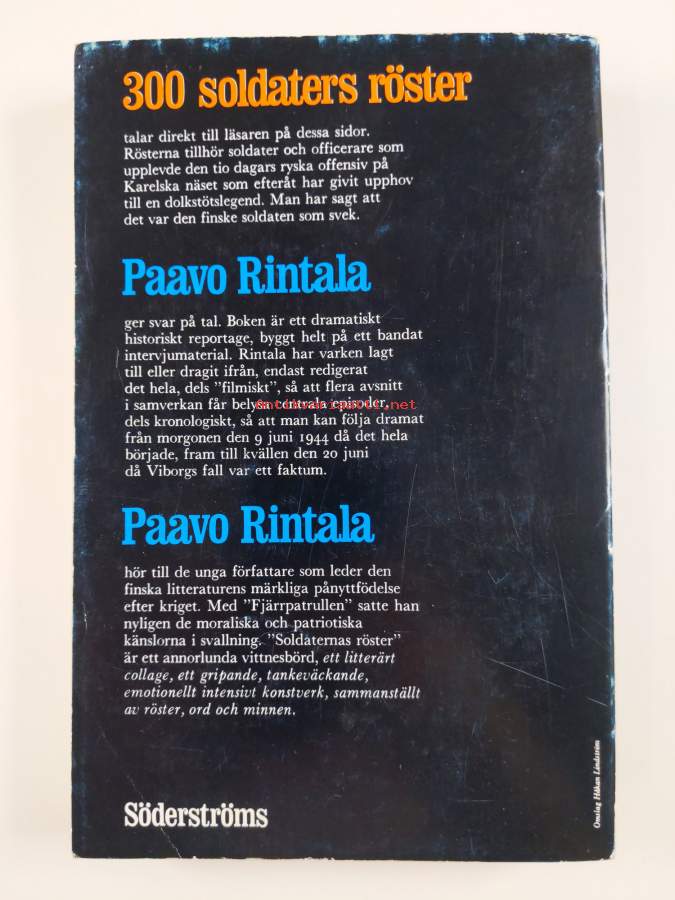 300 soldaters röster
talar direkt till läsaren på dessa sidor.
Rösterna tillhör soldater och officerare som
upplevde den tio dagars ryska offensiv på
Karelska näset som efteråt har givit upphov
till en dolkstötslegend. Man har sagt att
det var den finske soldaten som svek.
Paavo Rintala
ger svar på tal. Boken är ett dramatiskt
historiskt reportage, byggt helt på ett bandat
intervjumaterial. Rintala har varken lagt
till eller dragit ifrån, endast redigerat
det hela, dels "filmiskt", så att flera avsnitt
i samverkan får belysa centrala episoder,
antikvariaatti.net
dels kronologiskt, så att man kan följa dramat
från morgonen den 9 juni 1944 då det hela
började, fram till kvällen den 20 juni
då Viborgs fall var ett faktum.
Paavo Rintala
hör till de unga författare som leder den
finska litteraturens märkliga pånyttfödelse
efter kriget. Med "Fjärrpatrullen" satte han
nyligen de moraliska och patriotiska
känslorna i svallning. "Soldaternas röster"
är ett annorlunda vittnesbörd, ett litterärt
collage, ett gripande, tankeväckande,
emotionellt intensivt konstverk, sammanställt
av röster, ord och minnen.
Söderströms
Omslag Håkan Lindström